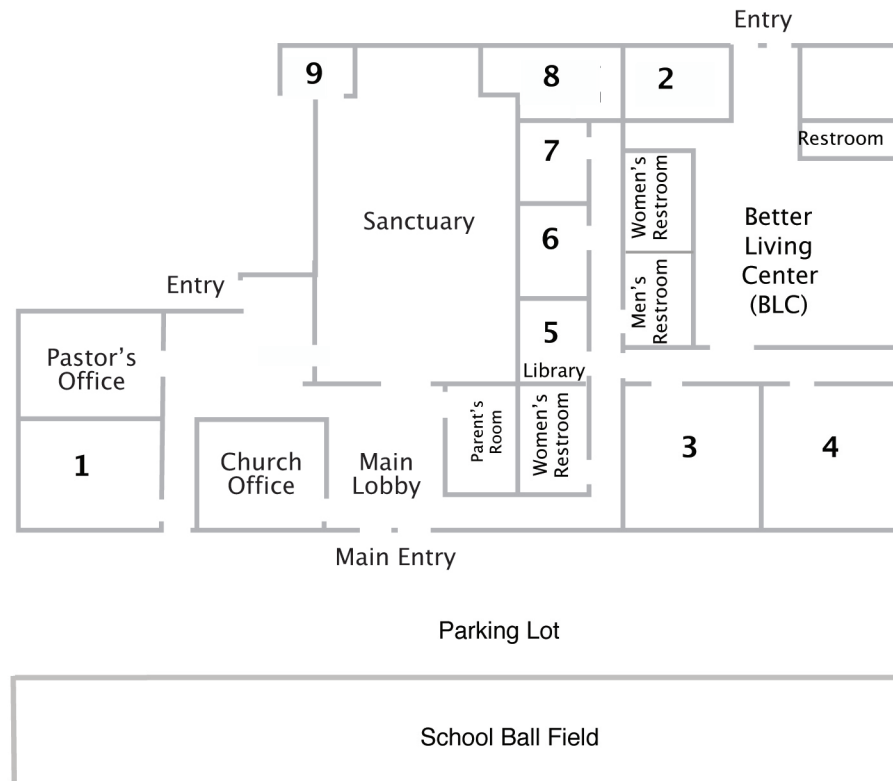 Entry
9
8
2
7
Restroom
Women's
Restroom
Sanctuary
6
Better
Living
Center
(BLC)
Entry
Men's
Restroom
5
Library
Pastor's
Office
Parent's
Room
Women's
Restroom
1
Church
Office
Main
Lobby
3
4
Main Entry
Parking Lot
School Ball Field